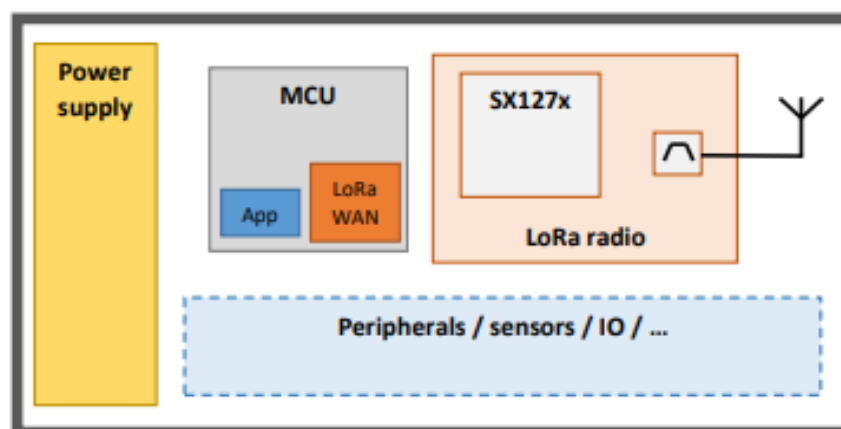 Power
supply
MCU
App
LoRa
WAN
SX127x
LoRa radio
Peripherals / sensors / IO / ...